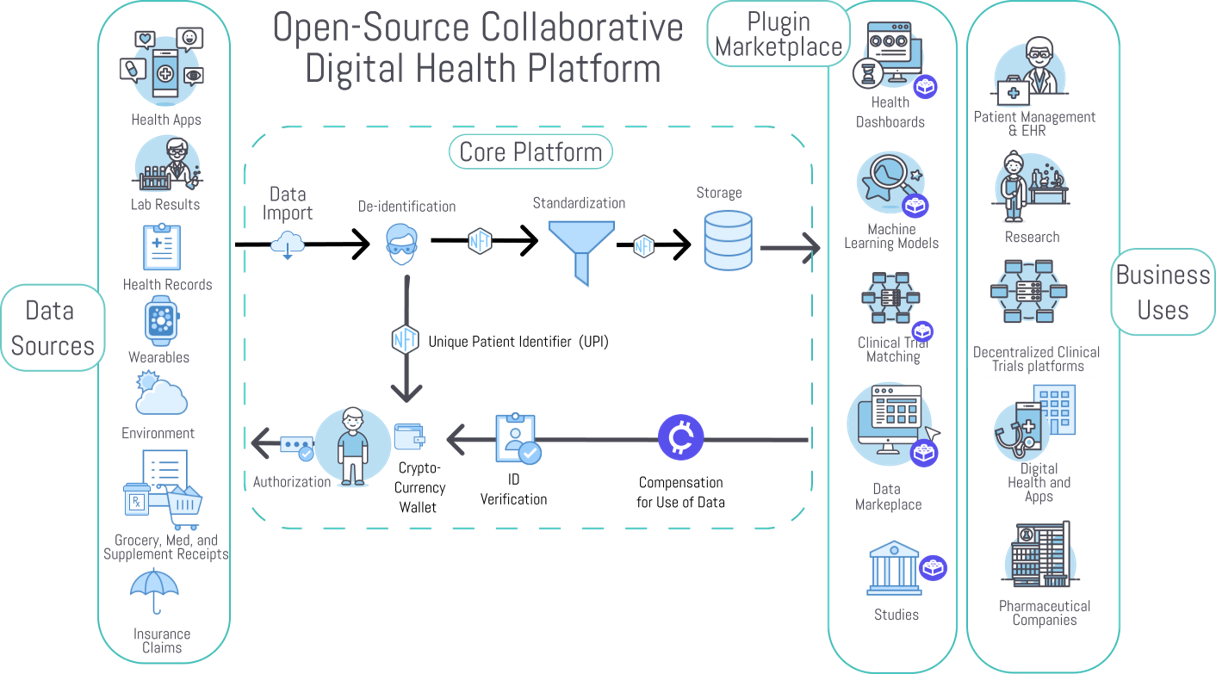 Open-Source Collaborative
Digital Health Platform
Data
Sources
Health Apps
Lab Results
Health Records
Wearables
Environment
Rx
Grocery, Med, and
Supplement Receipts
Insurance
Claims
Core Platform
Data
Import
De-identification
NFT
Standardization
NFT
Storage
NFT
Unique Patient Identifier (UPI)
Authorization
Crypto-
Currency
Wallet
ID
Verification
Compensation
for Use of Data
Plugin
Marketplace
Health
Dashboards
Machine
Learning Models
Clinical Trial
Matching
Data
Markeplace
Studies
Business
Uses
Patient Management
& EHR
Research
Decentralized Clinical
Trials platforms
Digital
Health and
Apps
Pharmaceutical
Companies